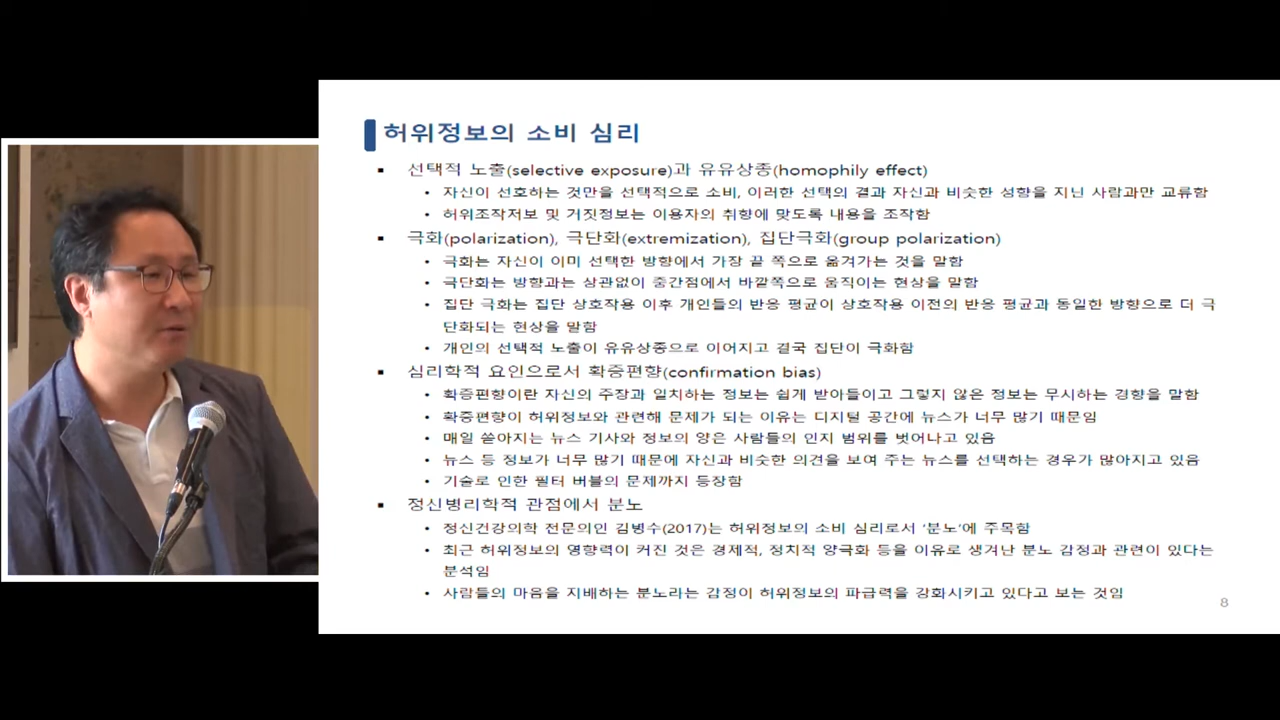 허위정보의 소비 심리
▪ 선택적 노출(selective exposure)과 유유상종(homophily effect)
• 자신이 선호하는 것만을 선택적으로 소비, 이러한 선택의 결과 자신과 비슷한 성향을 지닌 사람과만 교류함
• 허위조작저보 및 거짓정보는 이용자의 취향에 맞도록 내용을 조작함
▪ 극화(polarization), 극단화(extremization), 집단극화(group polarization)
• 극화는 자신이 이미 선택한 방향에서 가장 끝 쪽으로 옮겨가는 것을 말함
• 극단화는 방향과는 상관없이 중간점에서 바깥쪽으로 움직이는 현상을 말함
• 집단 극화는 집단 상호작용 이후 개인들의 반응 평균이 상호작용 이전의 반응 평균과 동일한 방향으로 더 극
단화되는 현상을 말함
• 개인의 선택적 노출이 유유상종으로 이어지고 결국 집단이 극화함
▪ 심리학적 요인으로서 확증편향(confirmation bias)
• 확증편향이란 자신의 주장과 일치하는 정보는 쉽게 받아들이고 그렇지 않은 정보는 무시하는 경향을 말함
• 확증편향이 허위정보와 관련해 문제가 되는 이유는 디지털 공간에 뉴스가 너무 많기 때문임
• 매일 쏟아지는 뉴스 기사와 정보의 양은 사람들의 인지 범위를 벗어나고 있음
• 뉴스 등 정보가 너무 많기 때문에 자신과 비슷한 의견을 보여 주는 뉴스를 선택하는 경우가 많아지고 있음
• 기술로 인한 필터 버블의 문제까지 등장함
▪ 정신병리학적 관점에서 분노
• 정신건강의학 전문의인 김병수(2017)는 허위정보의 소비 심리로서 '분노'에 주목함
• 최근 허위정보의 영향력이 커진 것은 경제적, 정치적 양극화 등을 이유로 생겨난 분노 감정과 관련이 있다는
분석임
• 사람들의 마음을 지배하는 분노라는 감정이 허위정보의 파급력을 강화시키고 있다고 보는 것임
8